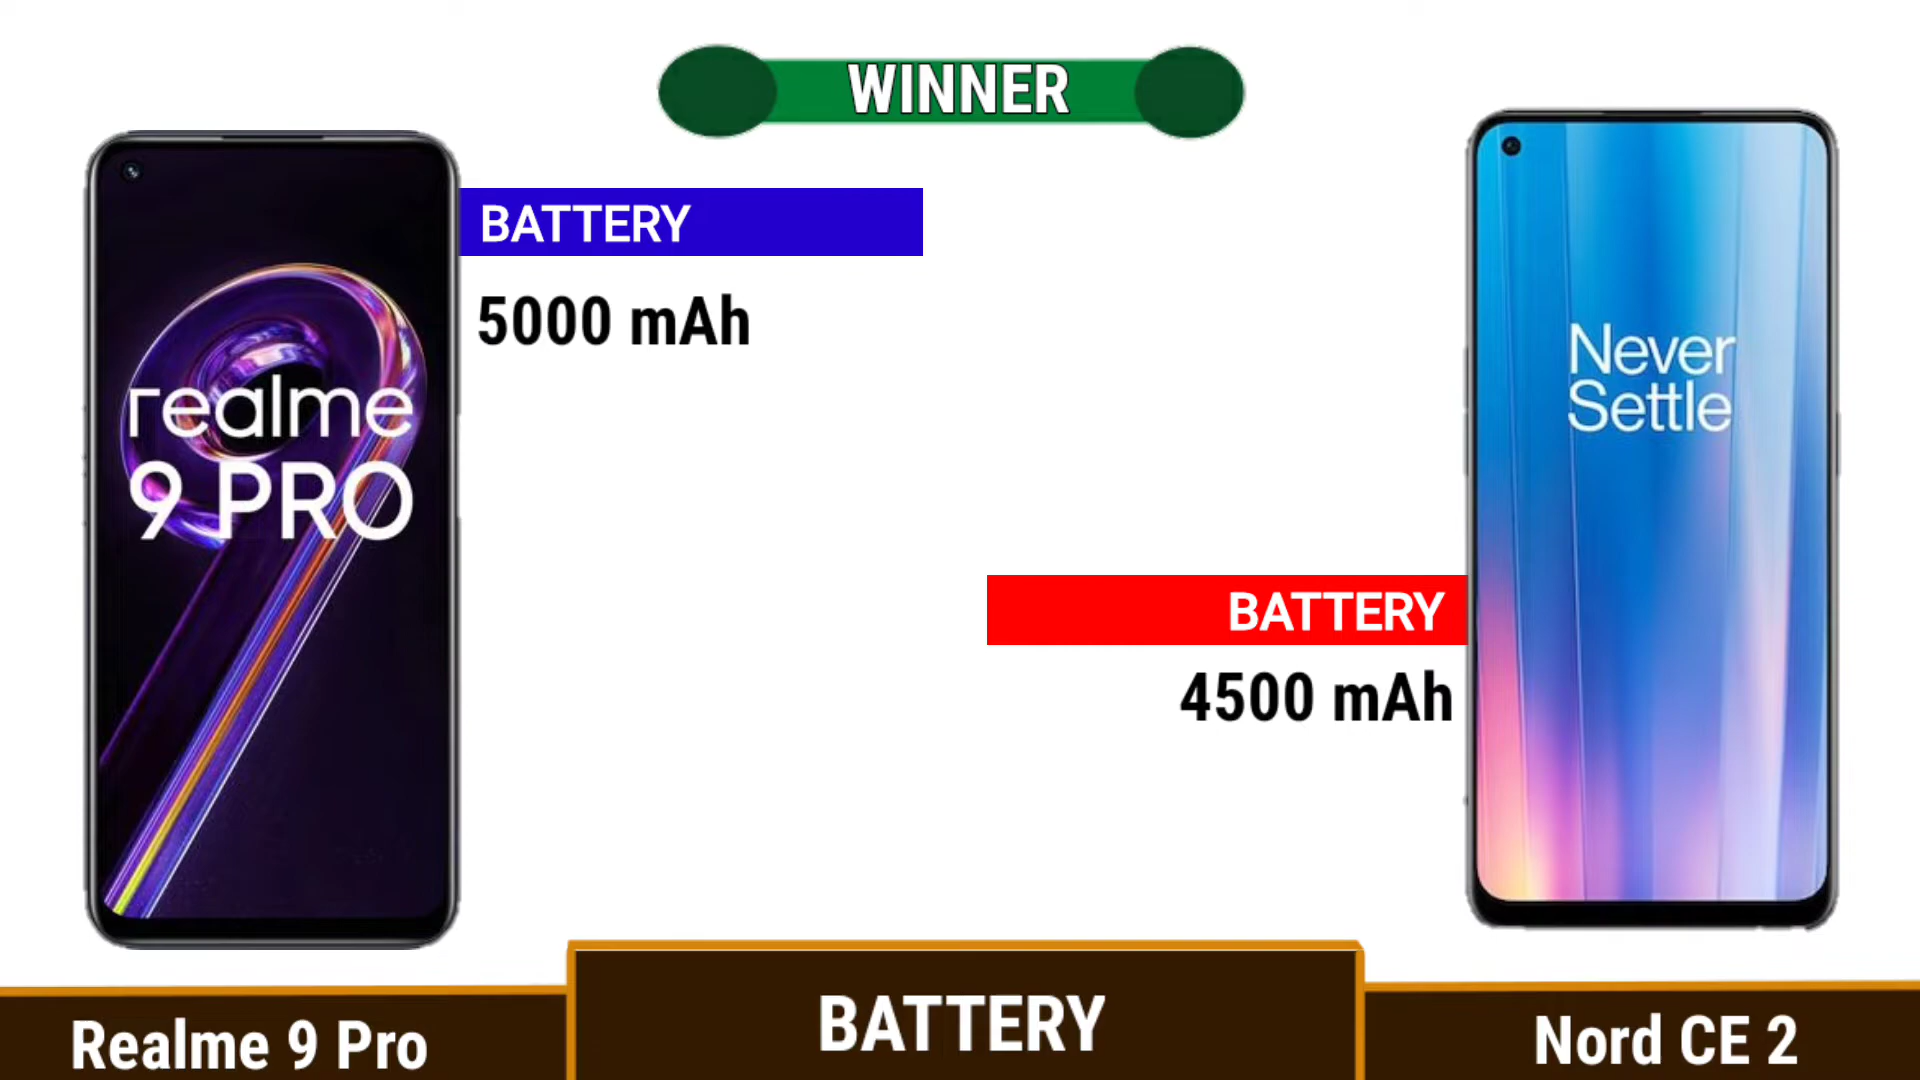 WINNER
BATTERY
5000 mAh
realme
9 PRO
Never
Settle
BATTERY
4500 mAh
Realme 9 Pro
BATTERY
Nord CE 2